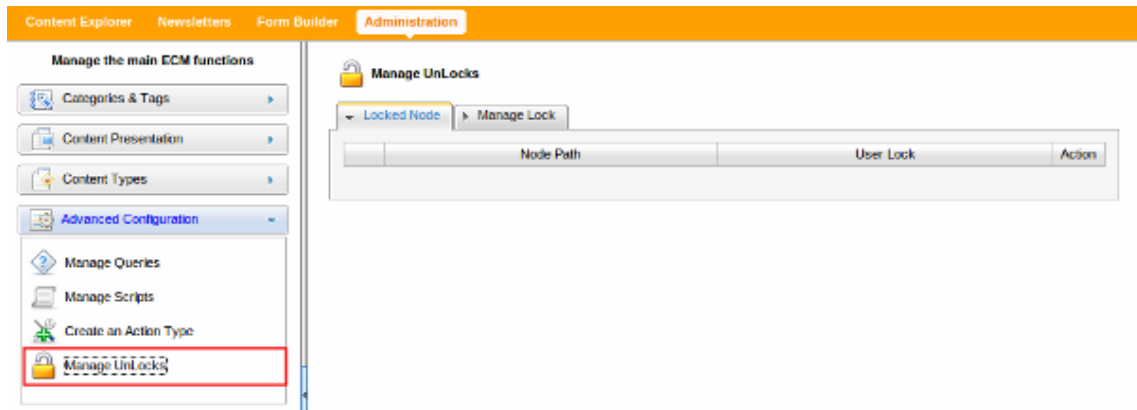 Content Explorer Newsletters Form Builder Administration
Manage the main ECM functions
Categories & Tags
Content Presentation
Content Types
Advanced Configuration
Manage Queries
Manage Scripts
Create an Action Type
Manage UnLocks
Manage UnLocks
Locked Node Manage Lock
Node Path User Lock Action